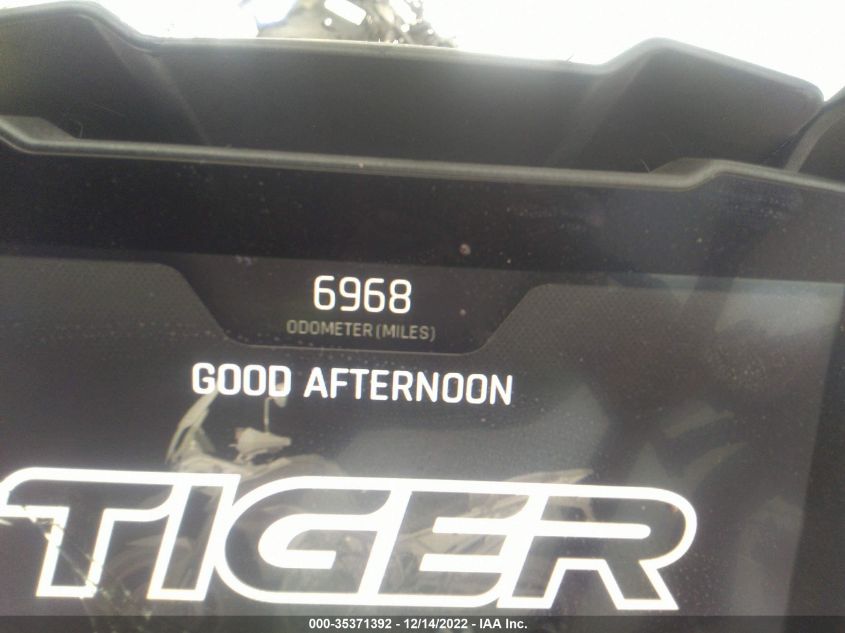 6968
ODOMETER(MILES)
GOOD AFTERNOON
TIGER
000-35371392 - 12/14/2022 - IAA Inc.